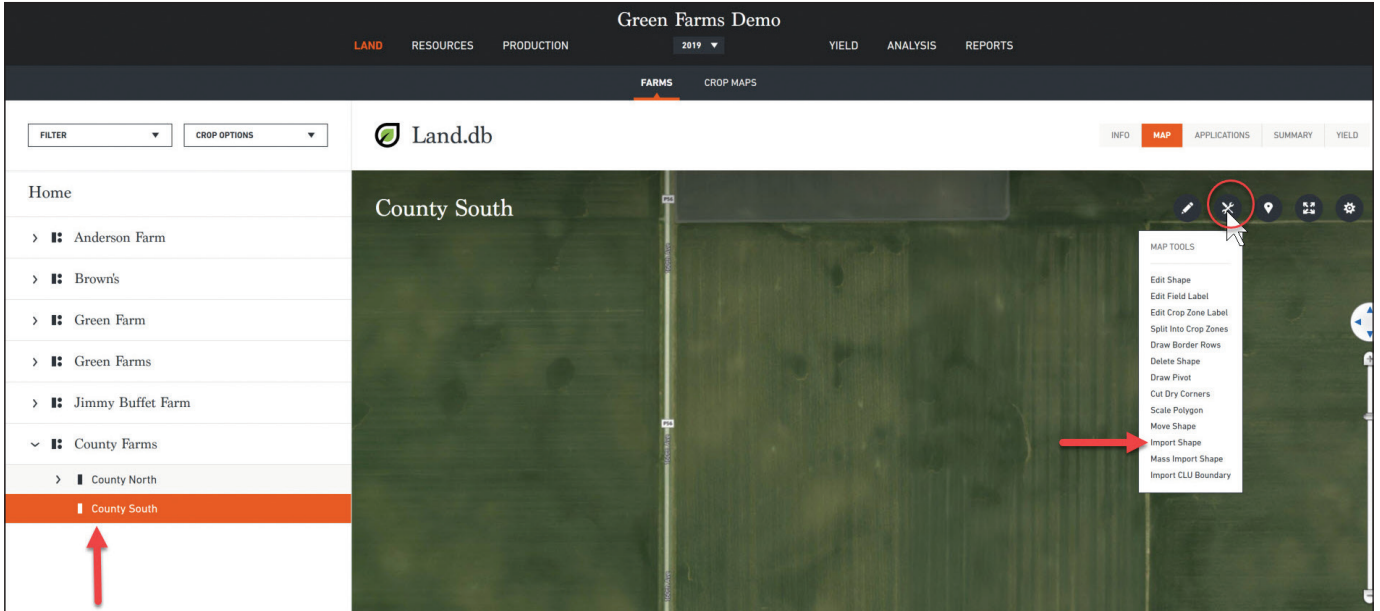 Green Farms Demo
LAND RESOURCES PRODUCTION 2019 YIELD ANALYSIS REPORTS
FARMS CROP MAPS
FILTER CROP OPTIONS
Land.db
INFO MAP APPLICATIONS SUMMARY YIELD
Home
Anderson Farm
Brown's
Green Farm
Green Farms
Jimmy Buffet Farm
County Farms
County North
County South
County South
MAP TOOLS
Edit Shape
Edit Field Label
Edit Crop Zone Label
Split Into Crop Zones
Draw Border Rows
Delete Shape
Draw Pivot
Cut Dry Corners
Scale Polygon
Move Shape
Import Shape
Mass Import Shape
Import CLU Boundary